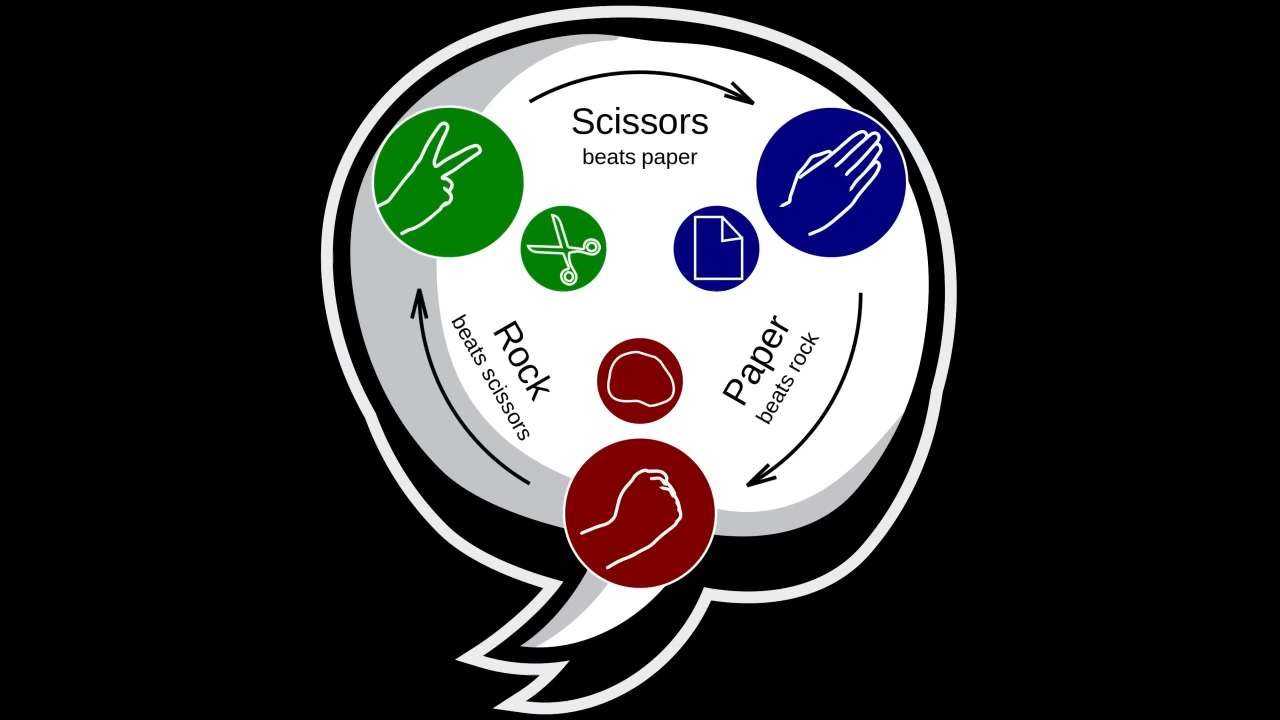 Scissors
beats paper
Rock
beats scissors
Paper
beats rock